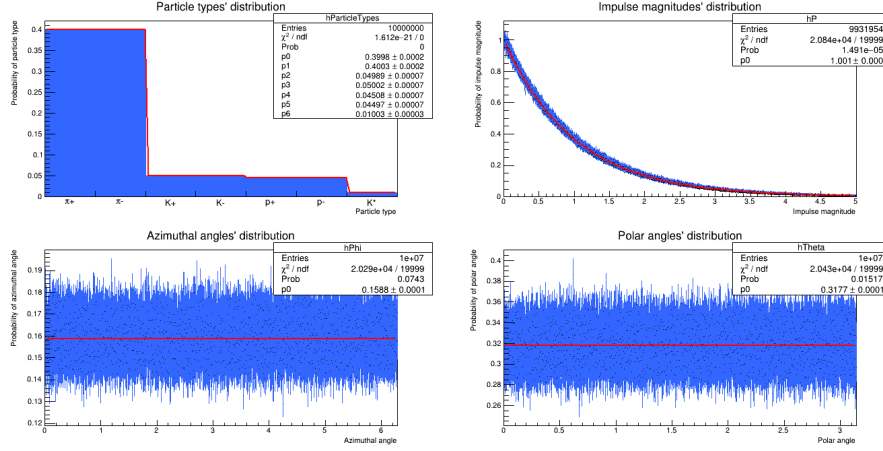 Particle types' distribution
hParticleTypes
Entries 10000000
χ² / ndf 1.612e−21 / 0
Prob 0
p0 0.3998 ± 0.0002
p1 0.4003 ± 0.0002
p2 0.04989 ± 0.00007
p3 0.05002 ± 0.00007
p4 0.04508 ± 0.00007
p5 0.04497 ± 0.00007
p6 0.01003 ± 0.00003
Probability of particle type
0.4
0.35
0.3
0.25
0.2
0.15
0.1
0.05
0
π+ π- K+ K- p+ p- K*
Particle type
Impulse magnitudes' distribution
hP
Entries 9931954
χ² / ndf 2.084e+04 / 19999
Prob 1.491e−05
p0 1.001 ± 0.000
Probability of impulse magnitude
1
0.8
0.6
0.4
0.2
0
0 0.5 1 1.5 2 2.5 3 3.5 4 4.5 5
Impulse magnitude
Azimuthal angles' distribution
hPhi
Entries 1e+07
χ² / ndf 2.029e+04 / 19999
Prob 0.0743
p0 0.1588 ± 0.0001
Probability of azimuthal angle
0.19
0.18
0.17
0.16
0.15
0.14
0.13
0.12
0 1 2 3 4 5 6
Azimuthal angle
Polar angles' distribution
hTheta
Entries 1e+07
χ² / ndf 2.043e+04 / 19999
Prob 0.01517
p0 0.3177 ± 0.0001
Probability of polar angle
0.4
0.38
0.36
0.34
0.32
0.3
0.28
0.26
0 0.5 1 1.5 2 2.5 3
Polar angle